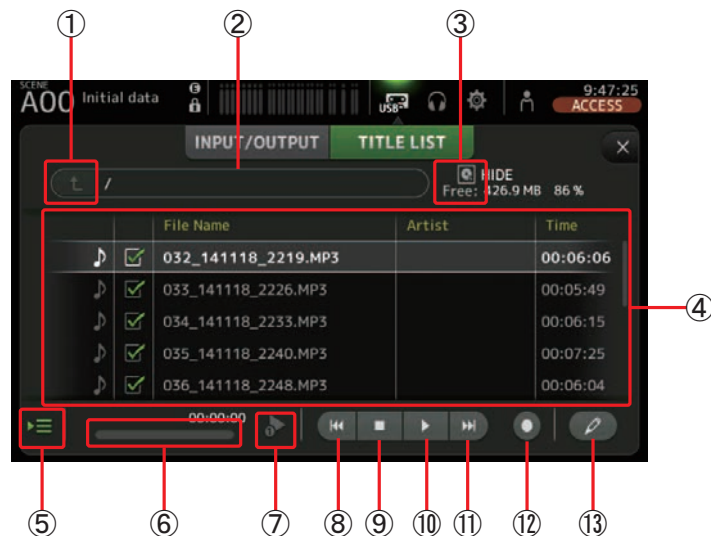 ① ② ③
SCENE
A00 Initial data
E
USB
9:47:25
ACCESS
INPUT/OUTPUT TITLE LIST
/
HIDE
Free: 426.9 MB 86 %
File Name Artist Time
032_141118_2219.MP3 00:06:06
033_141118_2226.MP3 00:05:49
034_141118_2233.MP3 00:06:15
④
035_141118_2240.MP3 00:07:25
036_141118_2248.MP3 00:06:04
00:00:00
⑤ ⑥ ⑦ ⑧ ⑨ ⑩ ⑪ ⑫ ⑬